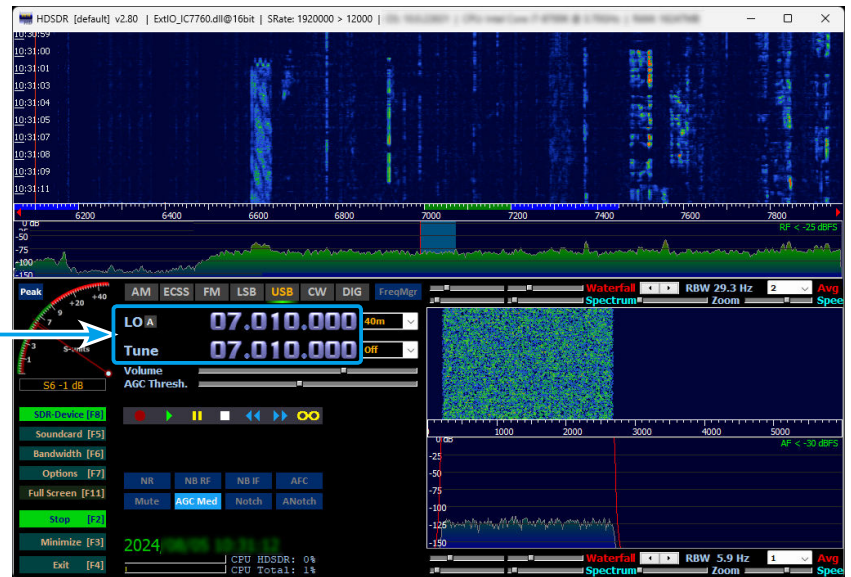 HDSDR [default] v2.80 | ExtIO_IC7760.dll@16bit | SRate: 1920000 > 12000 |
10:30:59
10:31:00
10:31:01
10:31:03
10:31:04
10:31:05
10:31:07
10:31:08
10:31:09
10:31:11
6200 6400 6600 6800 7000 7200 7400 7600 7800
0 dB
RF < -25 dBFS
-50
-75
-100
-150
Peak
1 3 7 9 +20 +40
S-units
S6 -1 dB
AM ECSS FM LSB USB CW DIG FreqMgr
LO A 07.010.000 40m
Tune 07.010.000 Off
Volume
AGC Thresh.
Waterfall RBW 29.3 Hz 2 Avg
Spectrum Zoom Spee
SDR-Device [F8]
Soundcard [F5]
Bandwidth [F6]
Options [F7]
Full Screen [F11]
Stop [F2]
Minimize [F3]
Exit [F4]
NR NB RF NB IF AFC
Mute AGC Med Notch ANotch
2024
CPU HDSDR: 0%
CPU Total: 1%
1000 2000 3000 4000 5000
0 dB
AF < -30 dBFS
-25
-50
-75
-100
-120
-150
Waterfall RBW 5.9 Hz 1 Avg
Spectrum Zoom Spee